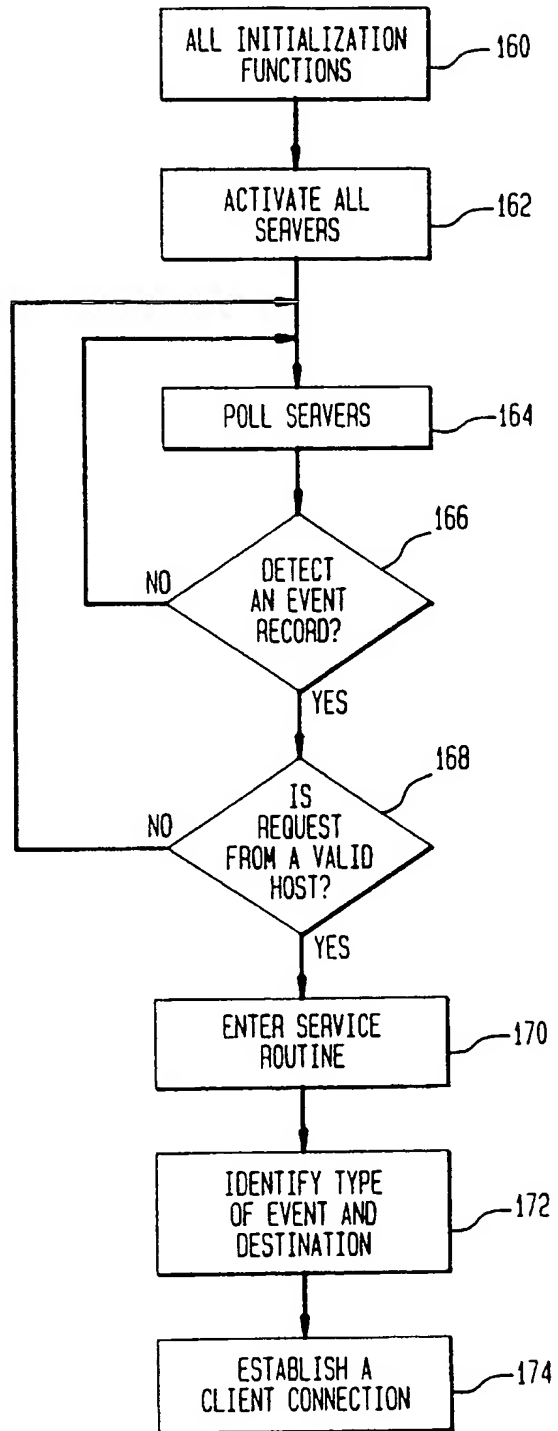 ALL INITIALIZATION
FUNCTIONS
160
ACTIVATE ALL
SERVERS
162
POLL SERVERS
164
166
DETECT
AN EVENT
RECORD?
NO
YES
168
IS
REQUEST
FROM A VALID
HOST?
NO
YES
ENTER SERVICE
ROUTINE
170
IDENTIFY TYPE
OF EVENT AND
DESTINATION
172
ESTABLISH A
CLIENT CONNECTION
174